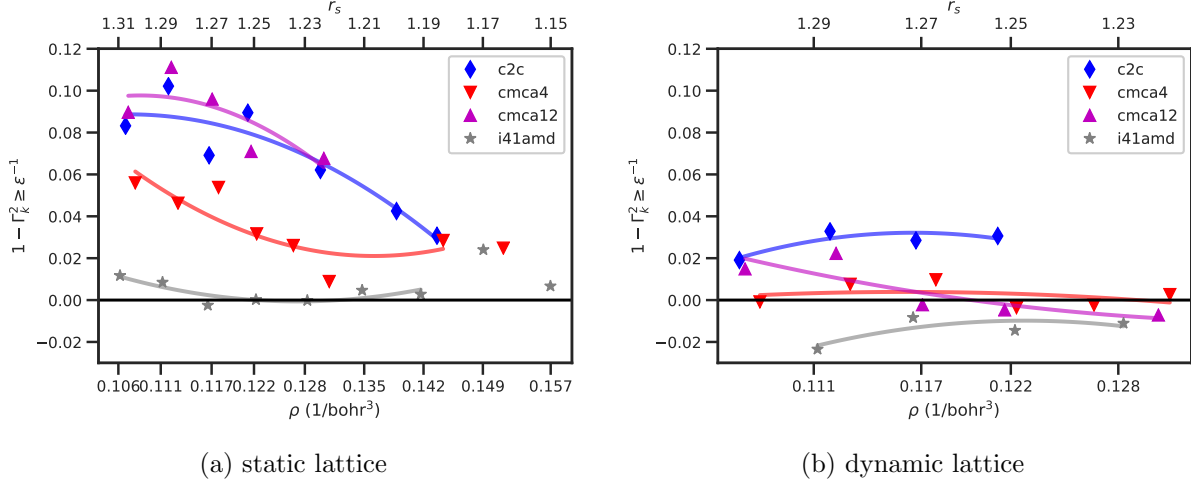 r_s
1.31 1.29 1.27 1.25 1.23 1.21 1.19 1.17 1.15
0.12
0.10
0.08
0.06
0.04
0.02
0.00
−0.02
1 − Γ_k^2 ≥ ε^{−1}
c2c
cmca4
cmca12
i41amd
0.106 0.111 0.117 0.122 0.128 0.135 0.142 0.149 0.157
ρ (1/bohr^3)
(a) static lattice
r_s
1.29 1.27 1.25 1.23
0.12
0.10
0.08
0.06
0.04
0.02
0.00
−0.02
1 − Γ_k^2 ≥ ε^{−1}
c2c
cmca4
cmca12
i41amd
0.111 0.117 0.122 0.128
ρ (1/bohr^3)
(b) dynamic lattice